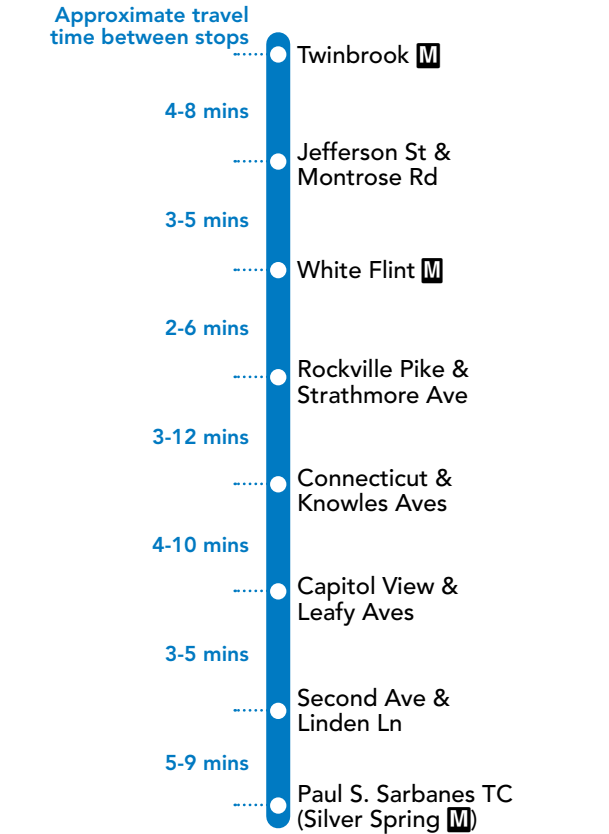 Approximate travel
time between stops
Twinbrook M
4-8 mins
Jefferson St &
Montrose Rd
3-5 mins
White Flint M
2-6 mins
Rockville Pike &
Strathmore Ave
3-12 mins
Connecticut &
Knowles Aves
4-10 mins
Capitol View &
Leafy Aves
3-5 mins
Second Ave &
Linden Ln
5-9 mins
Paul S. Sarbanes TC
(Silver Spring M)